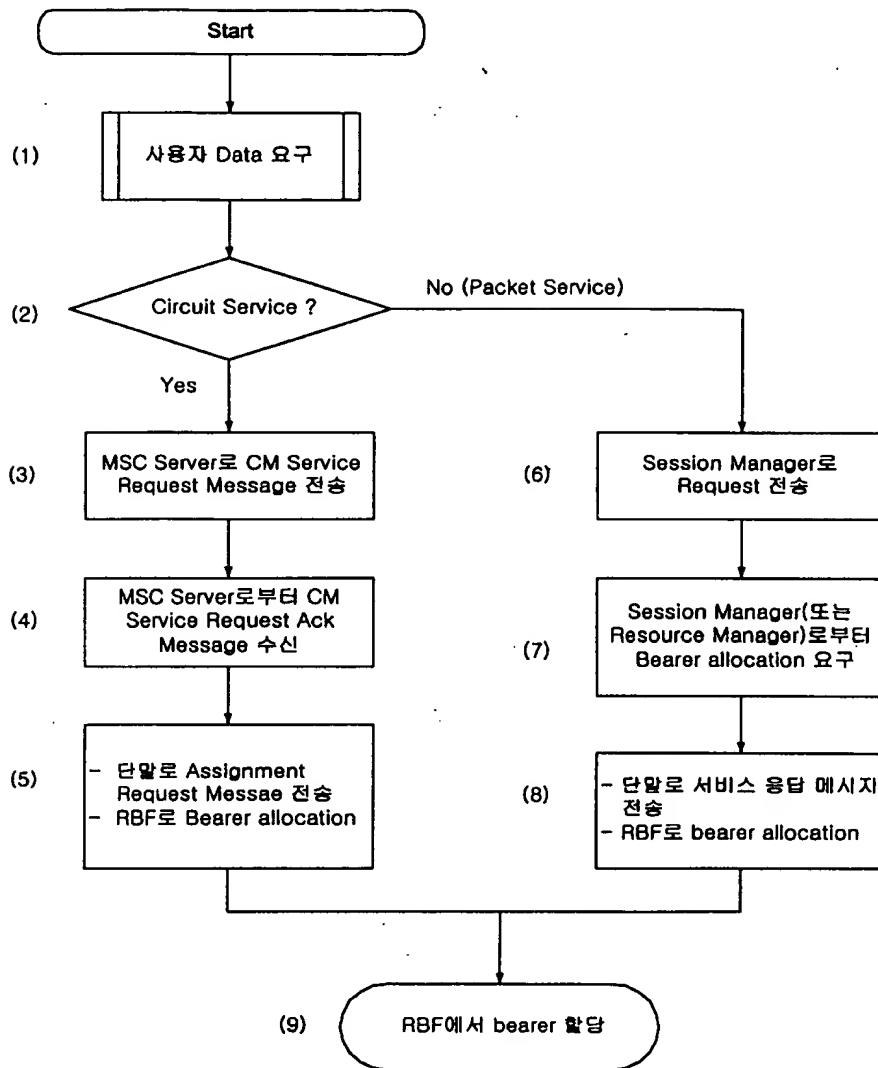 Start
(1)
사용자 Data 요구
(2)
Circuit Service ?
No (Packet Service)
Yes
(3)
MSC Server로 CM Service
Request Message 전송
(6)
Session Manager로
Request 전송
(4)
MSC Server로부터 CM
Service Request Ack
Message 수신
(7)
Session Manager(또는
Resource Manager)로부터
Bearer allocation 요구
(5)
- 단말로 Assignment
Request Messae 전송
- RBF로 Bearer allocation
(8)
- 단말로 서비스 응답 메시지
전송
- RBF로 bearer allocation
(9)
RBF에서 bearer 할당